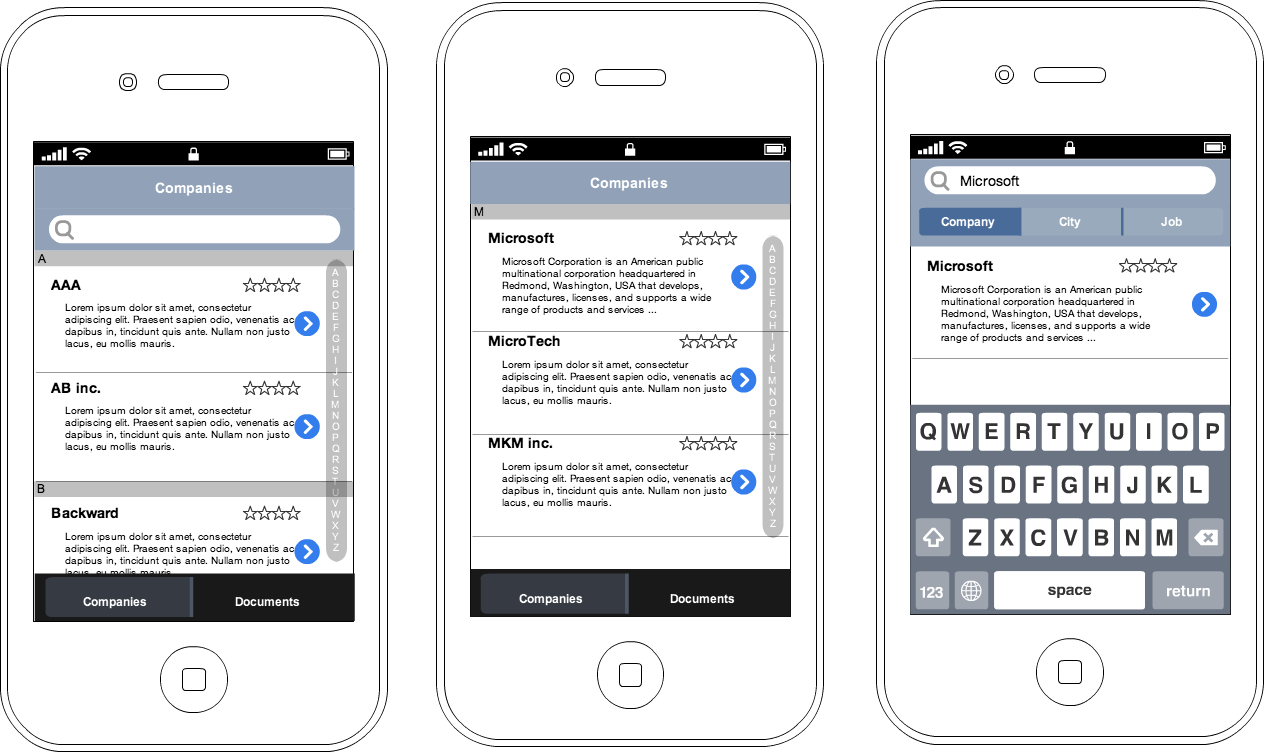 Companies
A
AAA
Lorem ipsum dolor sit amet, consectetur
adipiscing elit. Praesent sapien odio, venenatis ac
dapibus in, tincidunt quis ante. Nullam non justo
lacus, eu mollis mauris.
AB inc.
Lorem ipsum dolor sit amet, consectetur
adipiscing elit. Praesent sapien odio, venenatis ac
dapibus in, tincidunt quis ante. Nullam non justo
lacus, eu mollis mauris.
B
Backward
Lorem ipsum dolor sit amet, consectetur
adipiscing elit. Praesent sapien odio, venenatis ac
dapibus in, tincidunt quis ante. Nullam non justo
lacus, eu mollis mauris.
A
B
C
D
E
F
G
H
I
J
K
L
M
N
O
P
Q
R
S
T
U
V
W
X
Y
Z
Companies Documents
Companies
M
Microsoft
Microsoft Corporation is an American public
multinational corporation headquartered in
Redmond, Washington, USA that develops,
manufactures, licenses, and supports a wide
range of products and services ...
MicroTech
Lorem ipsum dolor sit amet, consectetur
adipiscing elit. Praesent sapien odio, venenatis ac
dapibus in, tincidunt quis ante. Nullam non justo
lacus, eu mollis mauris.
MKM inc.
Lorem ipsum dolor sit amet, consectetur
adipiscing elit. Praesent sapien odio, venenatis ac
dapibus in, tincidunt quis ante. Nullam non justo
lacus, eu mollis mauris.
A
B
C
D
E
F
G
H
I
J
K
L
M
N
O
P
Q
R
S
T
U
V
W
X
Y
Z
Companies Documents
Microsoft
Company City Job
Microsoft
Microsoft Corporation is an American public
multinational corporation headquartered in
Redmond, Washington, USA that develops,
manufactures, licenses, and supports a wide
range of products and services ...
Q W E R T Y U I O P
A S D F G H J K L
Z X C V B N M
123 space return